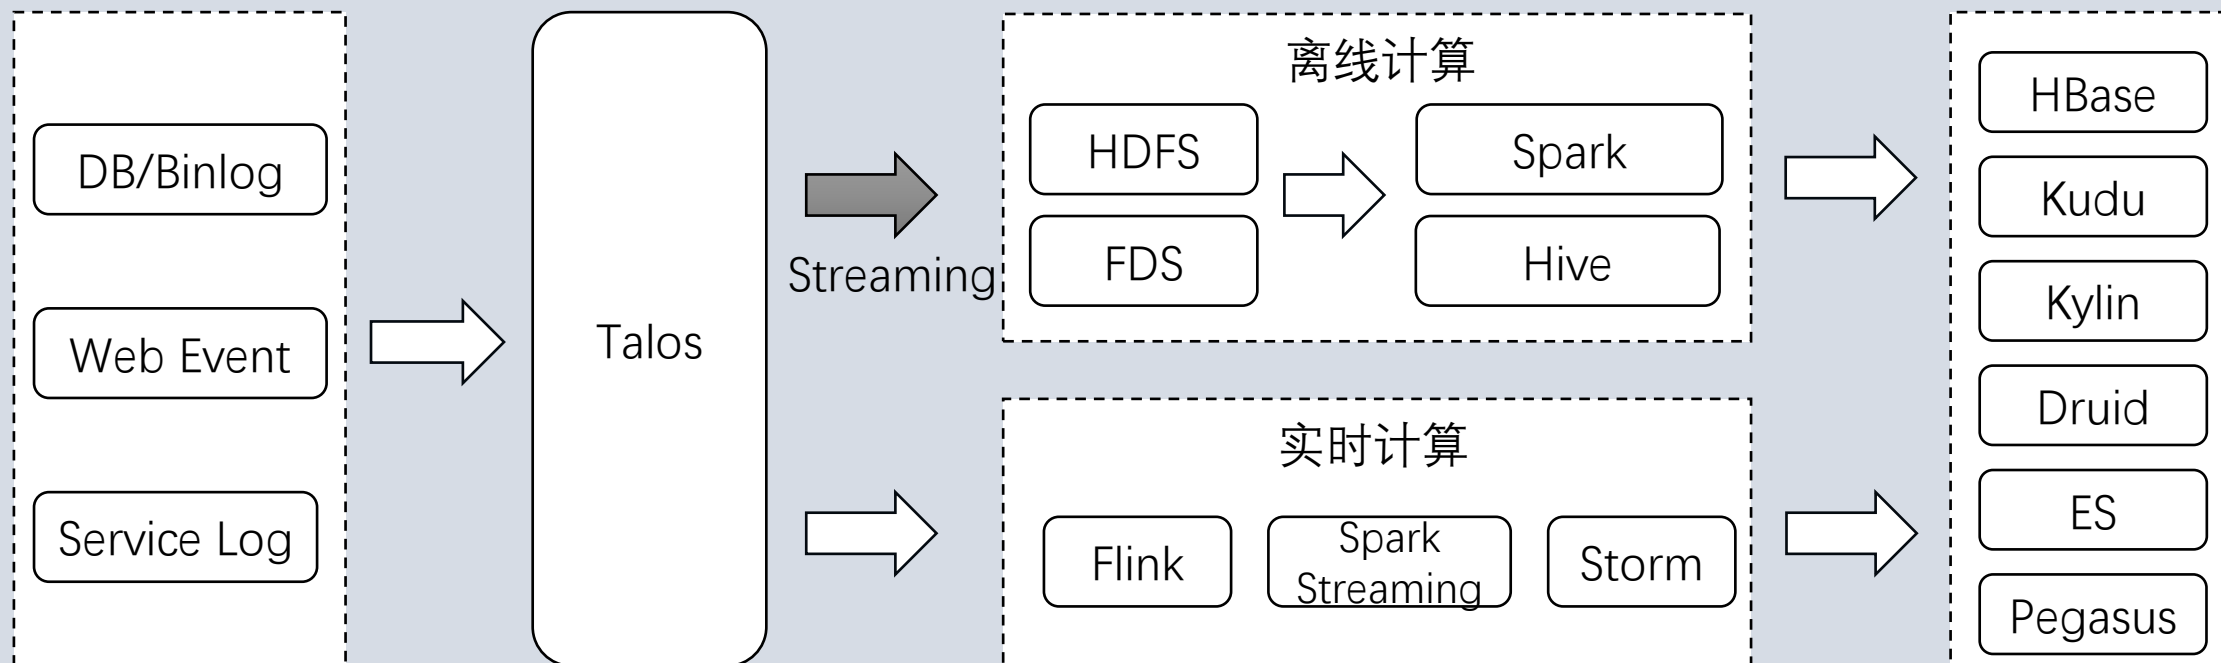 DB/Binlog
Web Event
Service Log
Talos
Streaming
离线计算
HDFS
FDS
Spark
Hive
实时计算
Flink
Spark
Streaming
Storm
HBase
Kudu
Kylin
Druid
ES
Pegasus